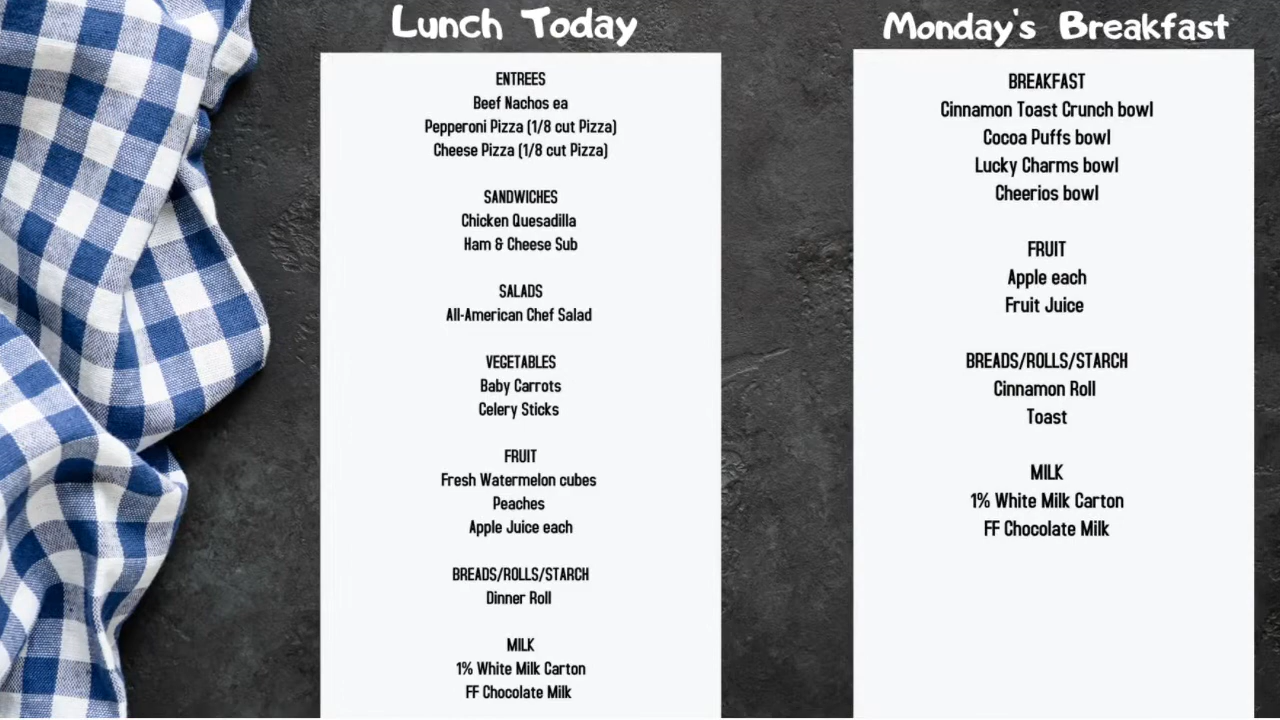 Lunch Today
ENTREES
Beef Nachos ea
Pepperoni Pizza (1/8 cut Pizza)
Cheese Pizza (1/8 cut Pizza)
SANDWICHES
Chicken Quesadilla
Ham & Cheese Sub
SALADS
All-American Chef Salad
VEGETABLES
Baby Carrots
Celery Sticks
FRUIT
Fresh Watermelon cubes
Peaches
Apple Juice each
BREADS/ROLLS/STARCH
Dinner Roll
MILK
1% White Milk Carton
FF Chocolate Milk
Monday's Breakfast
BREAKFAST
Cinnamon Toast Crunch bowl
Cocoa Puffs bowl
Lucky Charms bowl
Cheerios bowl
FRUIT
Apple each
Fruit Juice
BREADS/ROLLS/STARCH
Cinnamon Roll
Toast
MILK
1% White Milk Carton
FF Chocolate Milk